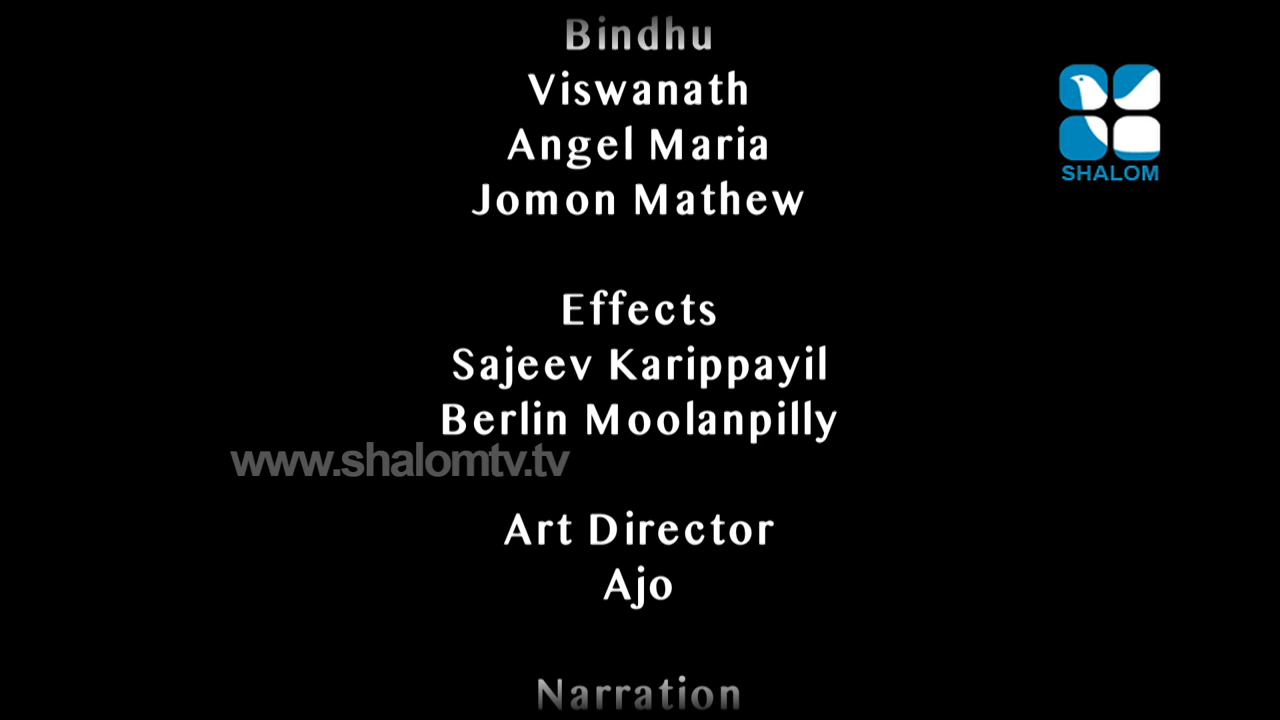 Bindhu
Viswanath
Angel Maria
Jomon Mathew
SHALOM
Effects
Sajeev Karippayil
Berlin Moolanpilly
www.shalomtv.tv
Art Director
Ajo
Narration